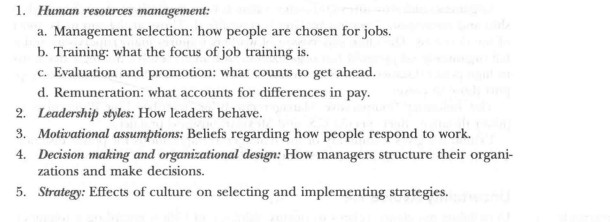 1. Human resources management:
a. Management selection: how people are chosen for jobs.
b. Training: what the focus of job training is.
c. Evaluation and promotion: what counts to get ahead.
d. Remuneration: what accounts for differences in pay.
2. Leadership styles: How leaders behave.
3. Motivational assumptions: Beliefs regarding how people respond to work.
4. Decision making and organizational design: How managers structure their organi-
zations and make decisions.
5. Strategy: Effects of culture on selecting and implementing strategies.